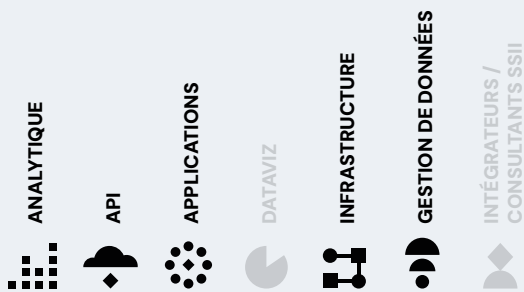 ANALYTIQUE
API
APPLICATIONS
DATAVIZ
INFRASTRUCTURE
GESTION DE DONNÉES
INTÉGRATEURS /
CONSULTANTS SSII